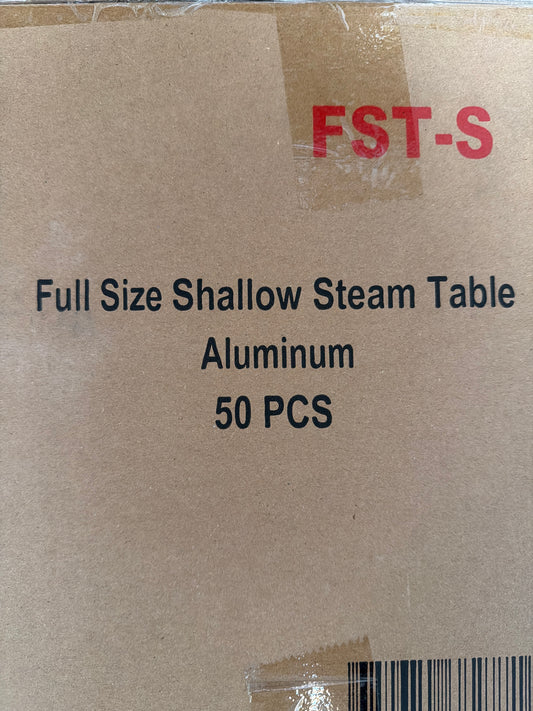 FST-S
Full Size Shallow Steam Table
Aluminum
50 PCS